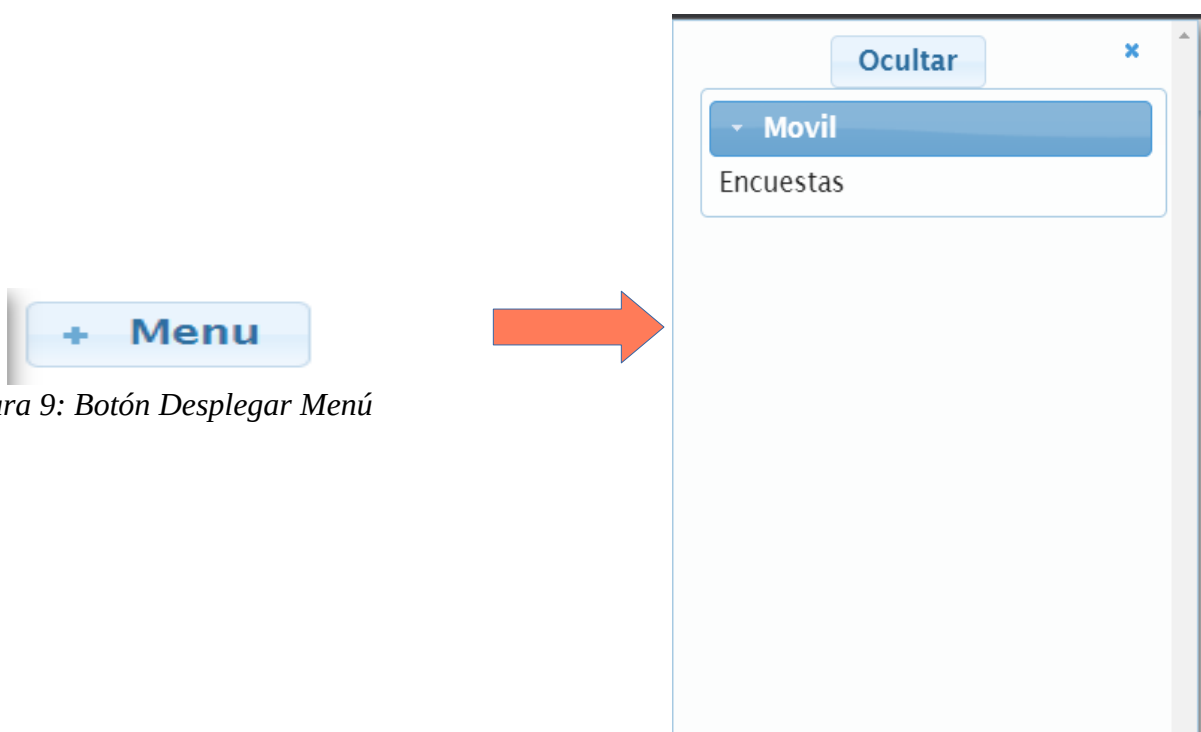 Ocultar
Movil
Encuestas
+ Menu
ra 9: Botón Desplegar Menú